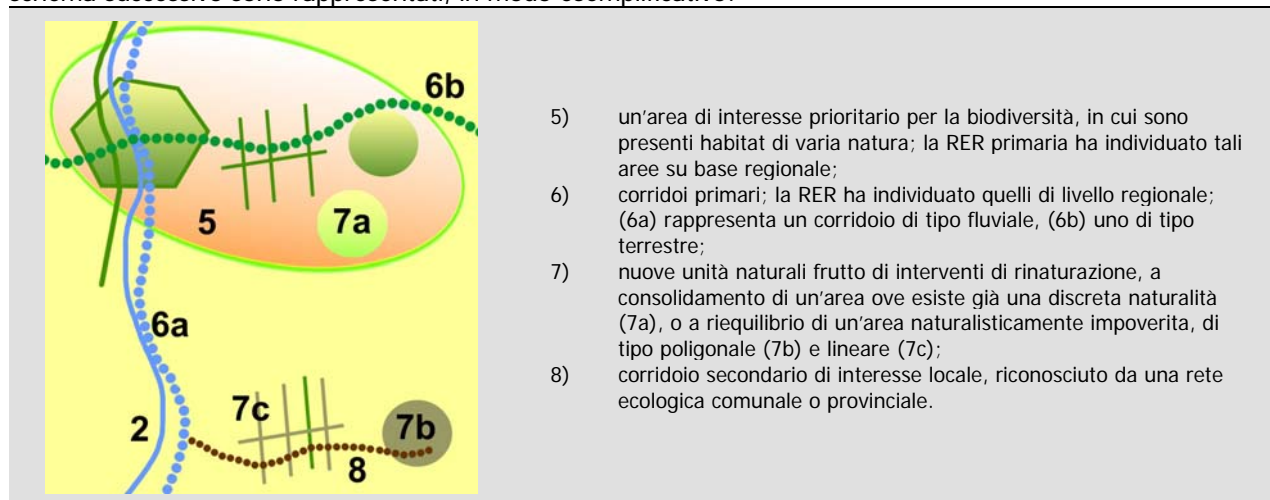 schema successivo sono rappresentati, in modo esemplificativo:
6b
5
7a
6a
7c
2
7b
8
5) un'area di interesse prioritario per la biodiversità, in cui sono
presenti habitat di varia natura; la RER primaria ha individuato tali
aree su base regionale;
6) corridoi primari; la RER ha individuato quelli di livello regionale;
(6a) rappresenta un corridoio di tipo fluviale, (6b) uno di tipo
terrestre;
7) nuove unità naturali frutto di interventi di rinaturazione, a
consolidamento di un'area ove esiste già una discreta naturalità
(7a), o a riequilibrio di un'area naturalisticamente impoverita, di
tipo poligonale (7b) e lineare (7c);
8) corridoio secondario di interesse locale, riconosciuto da una rete
ecologica comunale o provinciale.